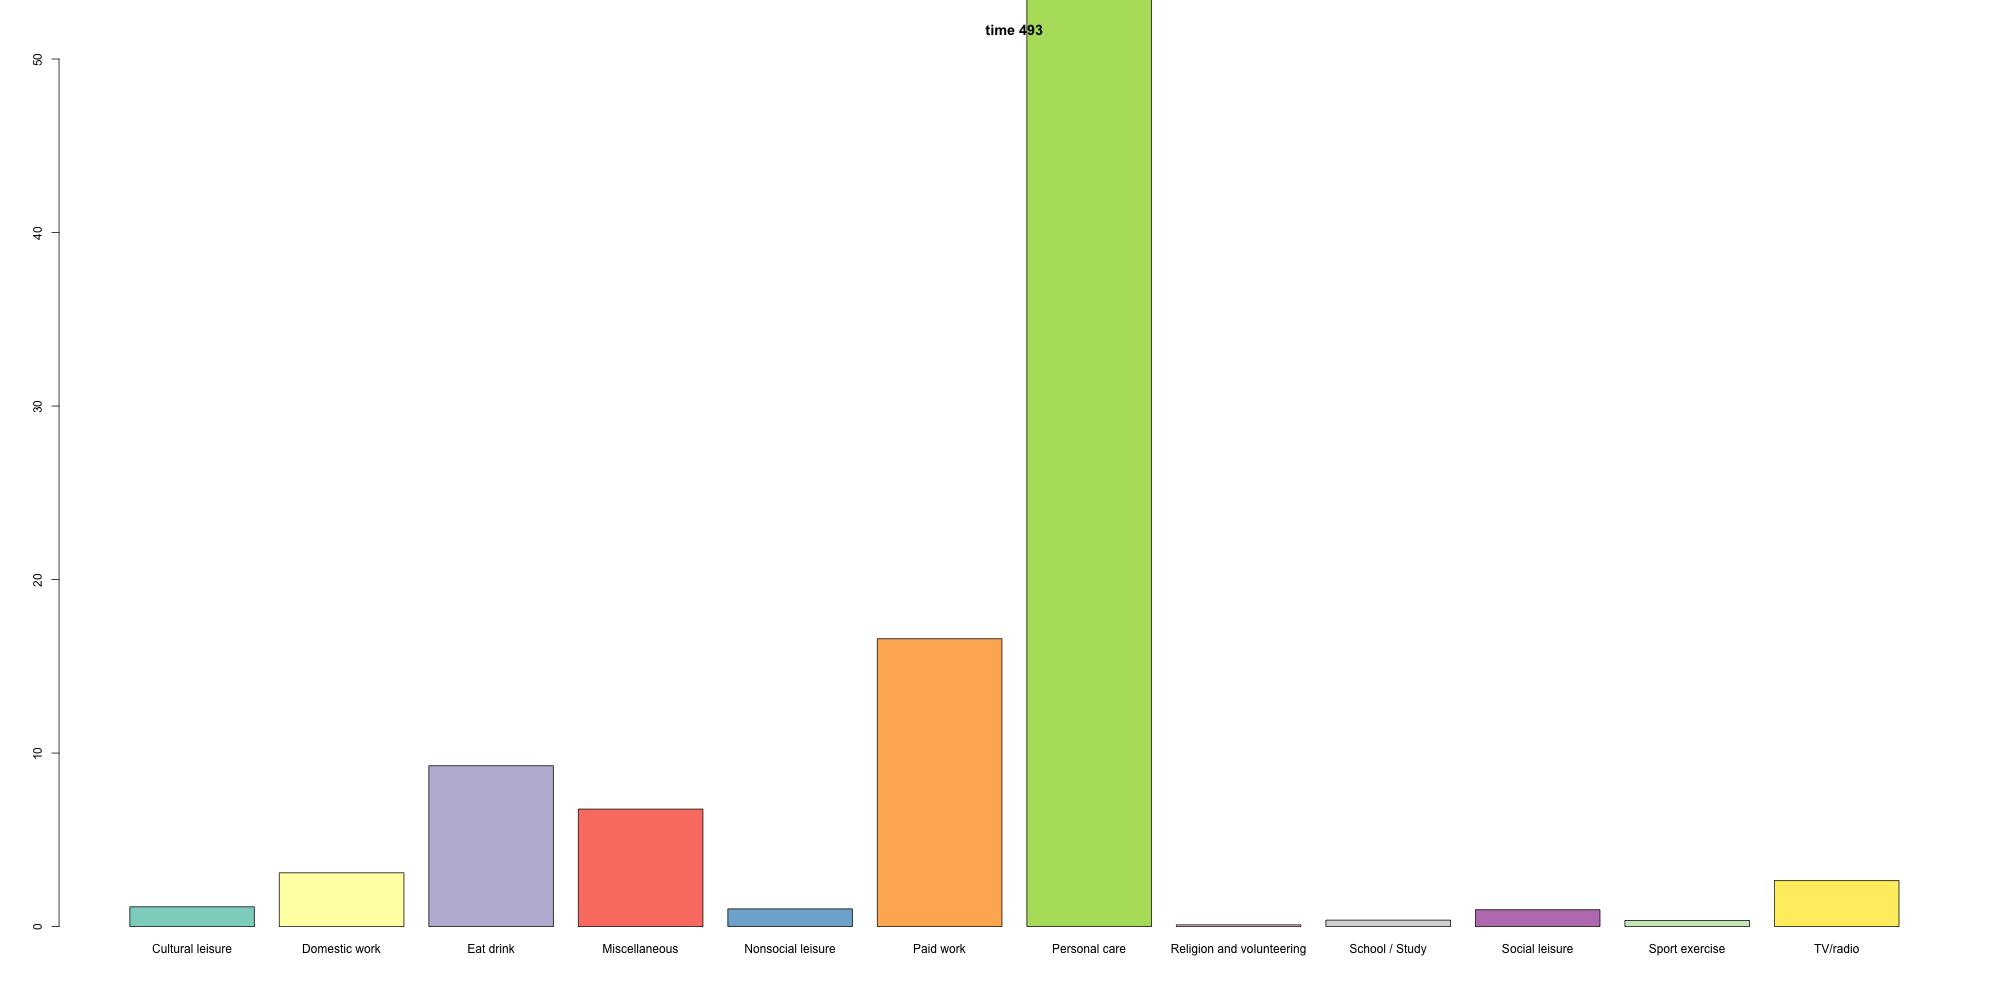 time 493
50
40
30
20
10
0
Cultural leisure
Domestic work
Eat drink
Miscellaneous
Nonsocial leisure
Paid work
Personal care
Religion and volunteering
School / Study
Social leisure
Sport exercise
TV/radio